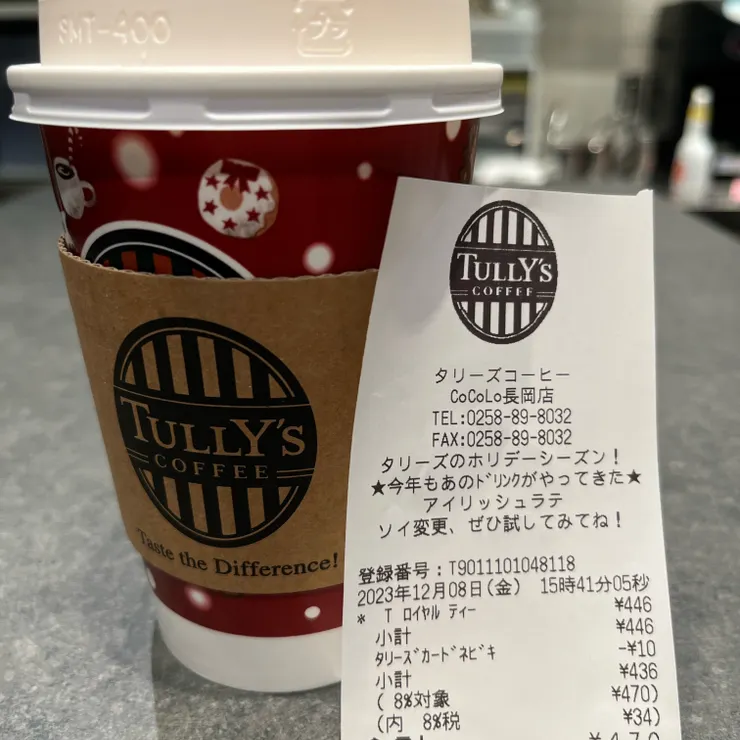 SMT-400
プラ
TULLY'S
COFFEE
Taste the Difference!
TULLY'S
COFFEE
タリーズコーヒー
CoCoLo長岡店
TEL:0258-89-8032
FAX:0258-89-8032
タリーズのホリデーシーズン！
★今年もあのﾄﾞﾘﾝｸがやってきた★
アイリッシュラテ
ソイ変更、ぜひ試してみてね！
登録番号：T9011101048118
2023年12月08日(金) 15時41分05秒
* T ﾛｲﾔﾙ ﾃｨｰ ¥446
小計 ¥446
ﾀﾘｰｽﾞｶｰﾄﾞﾈﾋﾞｷ -¥10
小計 ¥436
( 8%対象 ¥470)
(内 8%税 ¥34)